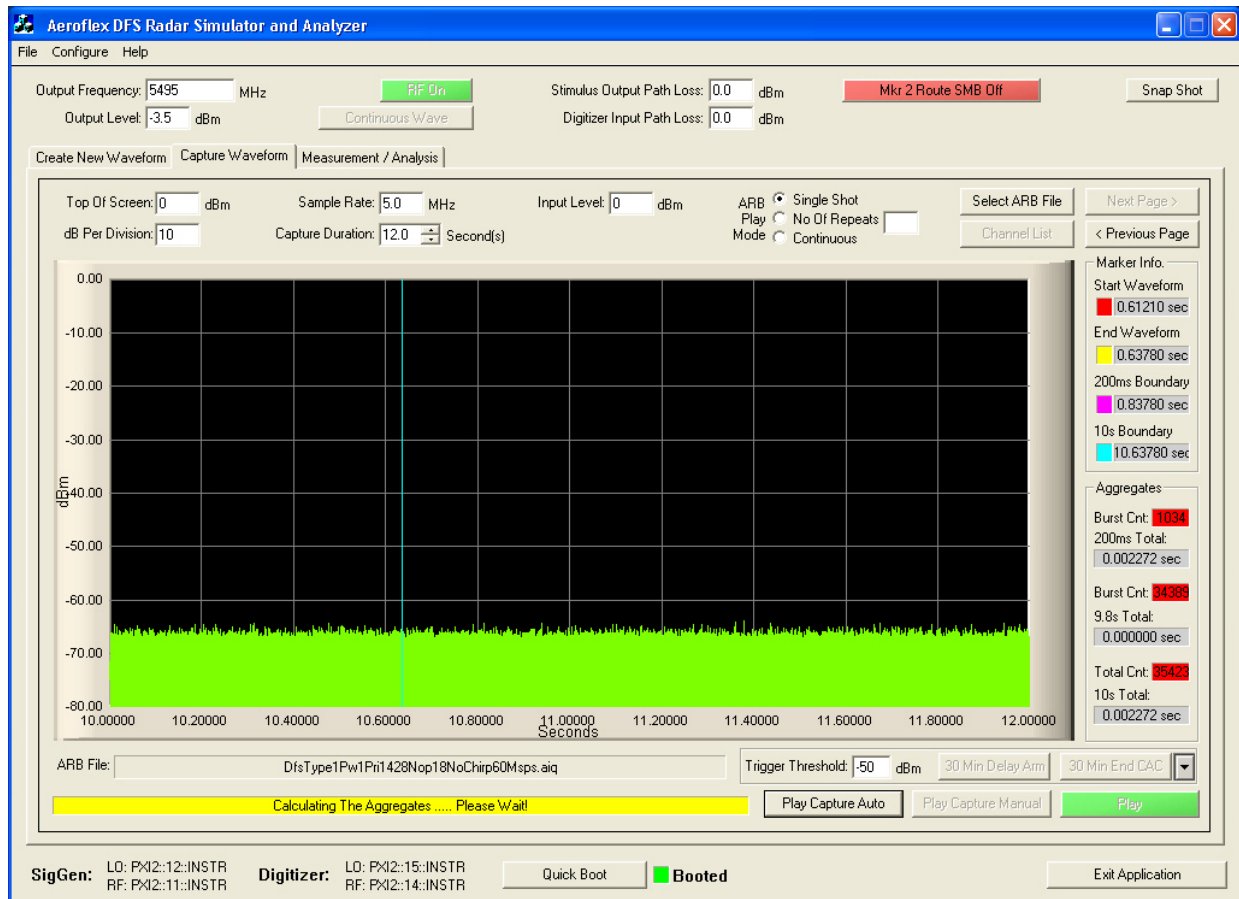 Aeroflex DFS Radar Simulator and Analyzer
File Configure Help
Output Frequency: 5495 MHz RF On Stimulus Output Path Loss: 0.0 dBm Mkr 2 Route SMB Off Snap Shot
Output Level: -3.5 dBm Continuous Wave Digitizer Input Path Loss: 0.0 dBm
Create New Waveform Capture Waveform Measurement / Analysis
Top Of Screen: 0 dBm Sample Rate: 5.0 MHz Input Level: 0 dBm ARB Play Mode Single Shot Select ARB File Next Page >
No Of Repeats
dB Per Division: 10 Capture Duration: 12.0 Second(s) Continuous Channel List < Previous Page
Marker Info.
Start Waveform
0.61210 sec
End Waveform
0.63780 sec
200ms Boundary
0.83780 sec
10s Boundary
10.63780 sec
Aggregates
Burst Cnt: 1034
200ms Total:
0.002272 sec
Burst Cnt: 34389
9.8s Total:
0.000000 sec
Total Cnt: 35423
10s Total:
0.002272 sec
0.00
-10.00
-20.00
-30.00
-40.00
-50.00
-60.00
-70.00
-80.00
dBm
10.00000 10.20000 10.40000 10.60000 10.80000 11.00000 11.20000 11.40000 11.60000 11.80000 12.00000
Seconds
ARB File: DfsType1Pw1Pri1428Nop18NoChirp60Msps.aiq Trigger Threshold: -50 dBm 30 Min Delay Arm 30 Min End CAC
Calculating The Aggregates ..... Please Wait! Play Capture Auto Play Capture Manual Play
SigGen: LO: PXI2::12::INSTR Digitizer: LO: PXI2::15::INSTR Quick Boot Booted Exit Application
RF: PXI2::11::INSTR RF: PXI2::14::INSTR